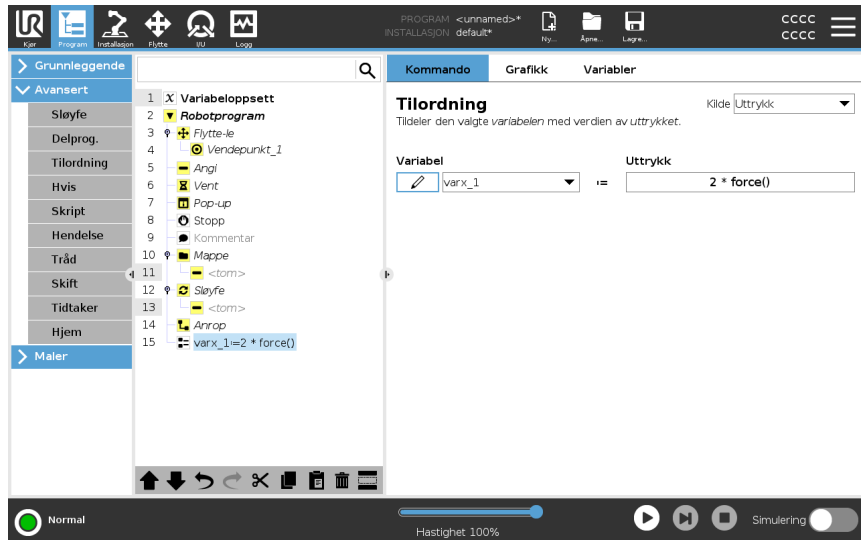 PROGRAM <unnamed>*
INSTALLASJON default*
CCCC
CCCC
Kjør Program Installasjon Flytte I/U Logg Ny... Åpne... Lagre...
Grunnleggende
Avansert
Sløyfe
Delprog.
Tilordning
Hvis
Skript
Hendelse
Tråd
Skift
Tidtaker
Hjem
Maler
1 X Variabeloppsett
2 Robotprogram
3 Flytte-le
4 Vendepunkt_1
5 Angi
6 Vent
7 Pop-up
8 Stopp
9 Kommentar
10 Mappe
11 <tom>
12 Sløyfe
13 <tom>
14 Anrop
15 varx_1≔2 * force()
Kommando Grafikk Variabler
Tilordning
Kilde Uttrykk
Tildeler den valgte variabelen med verdien av uttrykket.
Variabel Uttrykk
varx_1 ≔ 2 * force()
Normal
Hastighet 100%
Simulering